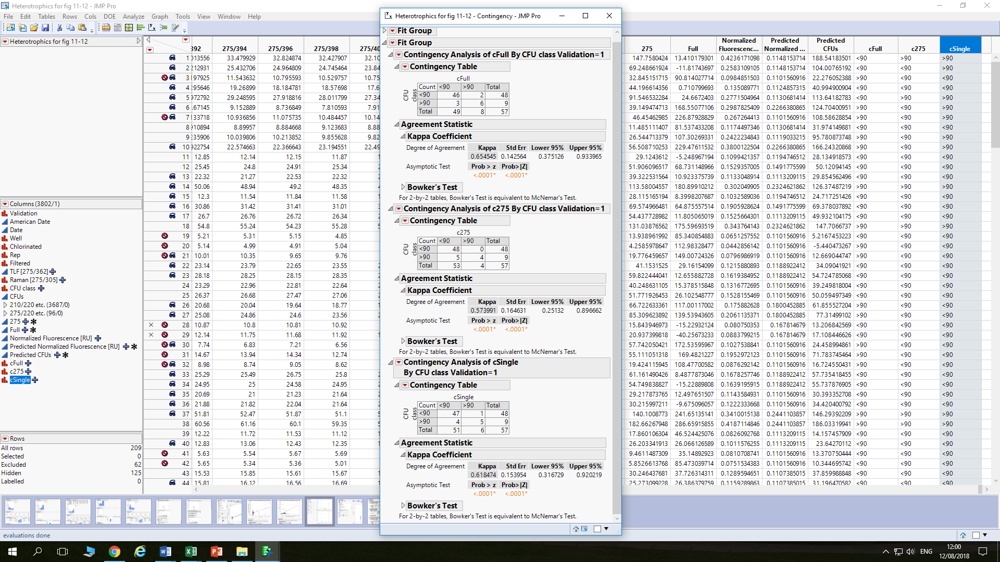 Heterotrophics for fig 11-12 - JMP Pro
File Edit Tables Rows Cols DOE Analyze Graph Tools View Window Help
Heterotrophics for fig 11-12
Columns (3802/1)
Validation
American Date
Date
Well
Chlorinated
Rep
Filtered
TLF [275/362]
Raman [275/305]
CFU class
CFUs
210/220 etc. (3687/0)
275/220 etc. (96/0)
275
Full
Normalized Fluorescence [RU]
Predicted Normalized Fluorescence [RU]
Predicted CFUs
cFull
c275
cSingle
Rows
All rows 209
Selected 0
Excluded 62
Hidden 125
Labelled 0
392 275/394 275/396 275/398 275/40
1 013556 33.479929 32.824874 32.427907 32.10
2 212931 25.432706 24.964809 24.745464 23.84
3 197925 11.543632 10.795593 10.529757 10.75
4 295646 19.26899 18.184781 18.57698 17.6
5 972792 29.248595 27.918816 28.011799 27.34
6 .67145 9.152889 8.736849 7.810593 7.91
7 133718 10.936856 11.075735 10.484457 10.14
8 910894 8.89957 8.884668 9.123683 8.88
9 235906 10.039806 10.213852 9.855628 9.82
10 922754 22.574663 22.366643 23.194551 22.49
11 12.85 12.14 12.15 11.87
12 25.45 24.8 24.91 25.34
13 22.32 21.27 22.53 22.32
14 50.06 48.94 49.2 48.35
15 12.3 11.54 11.84 11.58
16 30.86 31.42 31.41 31.01
17 26.7 26.76 26.72 26.34
18 54.8 55.24 54.23 55.28
19 5.21 5.31 5.15 4.85
20 5.14 4.99 4.91 5.04
21 10.01 10.35 9.65 9.76
22 23.14 23.79 22.65 23.55
23 28.18 28.25 28.15 28.35
24 23.29 22.96 22.81 22.64
25 26.37 26.68 27.47 27.06
26 20.68 20.04 19.64 18.77
27 25.08 24.86 24.6 23.56
28 10.87 10.8 10.81 10.92
29 12.14 11.75 11.68 11.92
30 7.74 6.83 7.21 6.56
31 14.67 13.94 14.34 12.74
32 8.98 8.74 9.05 8.62
33 25.29 25.49 26.75 25.8
34 24.95 25 24.58 24.95
35 20.69 21 21.23 21.64
36 21.88 21.82 22.04 21.64
37 51.81 52.47 51.87 51.1
38 60.56 61.16 60.1 59.35
39 12.22 11.72 11.53 11.12
40 12.83 13.06 12.43 12.35
41 5.63 5.54 5.67 5.69
42 5.65 5.34 5.36 5.01
43 15.53 15.85 15.61 15.67
44 15.81 16.12 16.56 16.69
Heterotrophics for fig 11-12 - Contingency - JMP Pro
Fit Group
Fit Group
Contingency Analysis of cFull By CFU class Validation=1
Contingency Table
cFull
CFU class
Count <90 >90 Total
<90 46 2 48
>90 3 6 9
Total 49 8 57
Agreement Statistic
Kappa Coefficient
Degree of Agreement Kappa Std Err Lower 95% Upper 95%
0.654545 0.142564 0.375126 0.933965
Asymptotic Test Prob > z Prob>|Z|
<.0001* <.0001*
Bowker's Test
For 2-by-2 tables, Bowker's Test is equivalent to McNemar's Test.
Contingency Analysis of c275 By CFU class Validation=1
Contingency Table
c275
CFU class
Count <90 >90 Total
<90 48 0 48
>90 5 4 9
Total 53 4 57
Agreement Statistic
Kappa Coefficient
Degree of Agreement Kappa Std Err Lower 95% Upper 95%
0.573991 0.164631 0.25132 0.896662
Asymptotic Test Prob > z Prob>|Z|
<.0001* <.0001*
Bowker's Test
For 2-by-2 tables, Bowker's Test is equivalent to McNemar's Test.
Contingency Analysis of cSingle
By CFU class Validation=1
Contingency Table
cSingle
CFU class
Count <90 >90 Total
<90 47 1 48
>90 4 5 9
Total 51 6 57
Agreement Statistic
Kappa Coefficient
Degree of Agreement Kappa Std Err Lower 95% Upper 95%
0.618474 0.153954 0.316729 0.920219
Asymptotic Test Prob > z Prob>|Z|
<.0001* <.0001*
Bowker's Test
For 2-by-2 tables, Bowker's Test is equivalent to McNemar's Test.
Normalized Predicted Predicted
275 Full Fluorescenc... Normalized ... CFUs cFull c275 cSingle
147.7580424 13.410179301 0.4236171098 0.1148153714 188.54183501 <90 >90 >90
69.248661924 -11.81743697 0.2583109105 0.1148153714 104.00765192 <90 <90 >90
32.845151715 90.814027714 0.0984851503 0.1101560916 22.276052388 >90 <90 <90
44.196614356 0.710799693 0.135089771 0.1124857315 40.994900904 <90 <90 <90
91.546532284 24.6672403 0.2771504964 0.1130681414 113.64182783 <90 >90 >90
39.149474713 168.55077106 0.2987825409 0.2266380865 124.70400951 >90 <90 >90
46.45462985 226.87928829 0.267264413 0.2266380865 108.58628854 >90 <90 >90
11.485111407 81.537433208 0.1174497346 0.1130681414 31.974149881 <90 <90 <90
26.544713379 107.30269331 0.2422234843 0.1119033215 95.780873748 >90 <90 >90
56.508710253 229.47611532 0.3800122504 0.2266380865 166.24320868 >90 <90 >90
29.1243612 -5.248967194 0.1099421357 0.1194746512 28.134918573 <90 <90 <90
51.906096517 68.731148966 0.1529357005 0.1491775599 50.12094145 <90 <90 <90
39.322531564 10.923375739 0.1133048914 0.1113209115 29.854562496 <90 <90 <90
113.58004557 180.89910212 0.302049905 0.2324621862 126.37487219 >90 >90 >90
28.115165194 8.3998207687 0.1032589036 0.1194746512 24.717251426 <90 <90 <90
69.574966481 64.875557514 0.1905928624 0.1491775599 69.378037892 <90 <90 <90
54.437728982 11.805065019 0.1525664301 0.1113209115 49.932104175 <90 <90 <90
131.03876562 175.59693519 0.343764143 0.2324621862 147.7066737 >90 >90 >90
13.938961992 85.340854883 0.0651257552 0.1101560916 5.2167453223 <90 <90 <90
4.2585978647 112.98328477 0.0442856142 0.1101560916 -5.440473267 >90 <90 <90
19.776459657 149.00724326 0.0796986919 0.1101560916 12.669044747 >90 <90 <90
41.1531525 29.16154099 0.1215880893 0.1188922412 34.09041921 <90 <90 <90
59.822444041 12.655882728 0.1619384952 0.1188922412 54.724785068 <90 <90 <90
40.248631105 15.378515848 0.1316772695 0.1101560916 39.249818004 <90 <90 <90
51.771926453 26.102548777 0.1528155469 0.1101560916 50.059497349 <90 <90 <90
66.722633361 117.00117002 0.175882628 0.1800452885 61.855527204 >90 <90 <90
85.309623892 139.53943605 0.2061135371 0.1800452885 77.31499102 >90 <90 <90
15.843946973 -15.22932124 0.080750353 0.167814679 13.206842569 <90 <90 <90
20.937399818 -40.25673233 0.0883799215 0.167814679 17.108446626 <90 <90 <90
57.742050421 172.53595967 0.1027538841 0.1101560916 24.458994861 >90 <90 <90
55.111051318 169.4821227 0.1952972123 0.1101560916 71.783745464 >90 <90 <90
19.424115945 108.47700582 0.0876292142 0.1101560916 16.724550431 >90 <90 <90
61.161490426 8.4877873046 0.1678257746 0.1188922412 57.735418455 <90 <90 <90
54.749838827 -15.22889808 0.1639195915 0.1188922412 55.737876905 <90 <90 <90
29.217873765 12.497651507 0.1143584931 0.1101560916 30.393352708 <90 <90 <90
30.215997211 -9.675096057 0.1222333668 0.1101560916 34.420400792 <90 <90 <90
140.1008773 241.65135141 0.3410015138 0.2441103857 146.29392209 >90 >90 >90
182.66267948 286.65915855 0.4187114846 0.2441103857 186.03319941 >90 >90 >90
17.860106304 46.524425076 0.0826092768 0.1113209115 14.157457909 <90 <90 <90
26.203341913 26.066126589 0.1011576255 0.1113209115 23.64270112 <90 <90 <90
9.4611487309 35.14892923 0.0810708741 0.1101560916 13.370750444 <90 <90 <90
5.8526613768 85.473039714 0.0751534383 0.1101560916 10.344695742 <90 <90 <90
30.246437681 37.726314311 0.1289594651 0.1107385015 37.859988848 <90 <90 <90
25.273099228 26.386379759 0.1159289863 0.1107385015 31.196470582 <90 <90 <90
evaluations done
ENG
12:00
12/08/2018